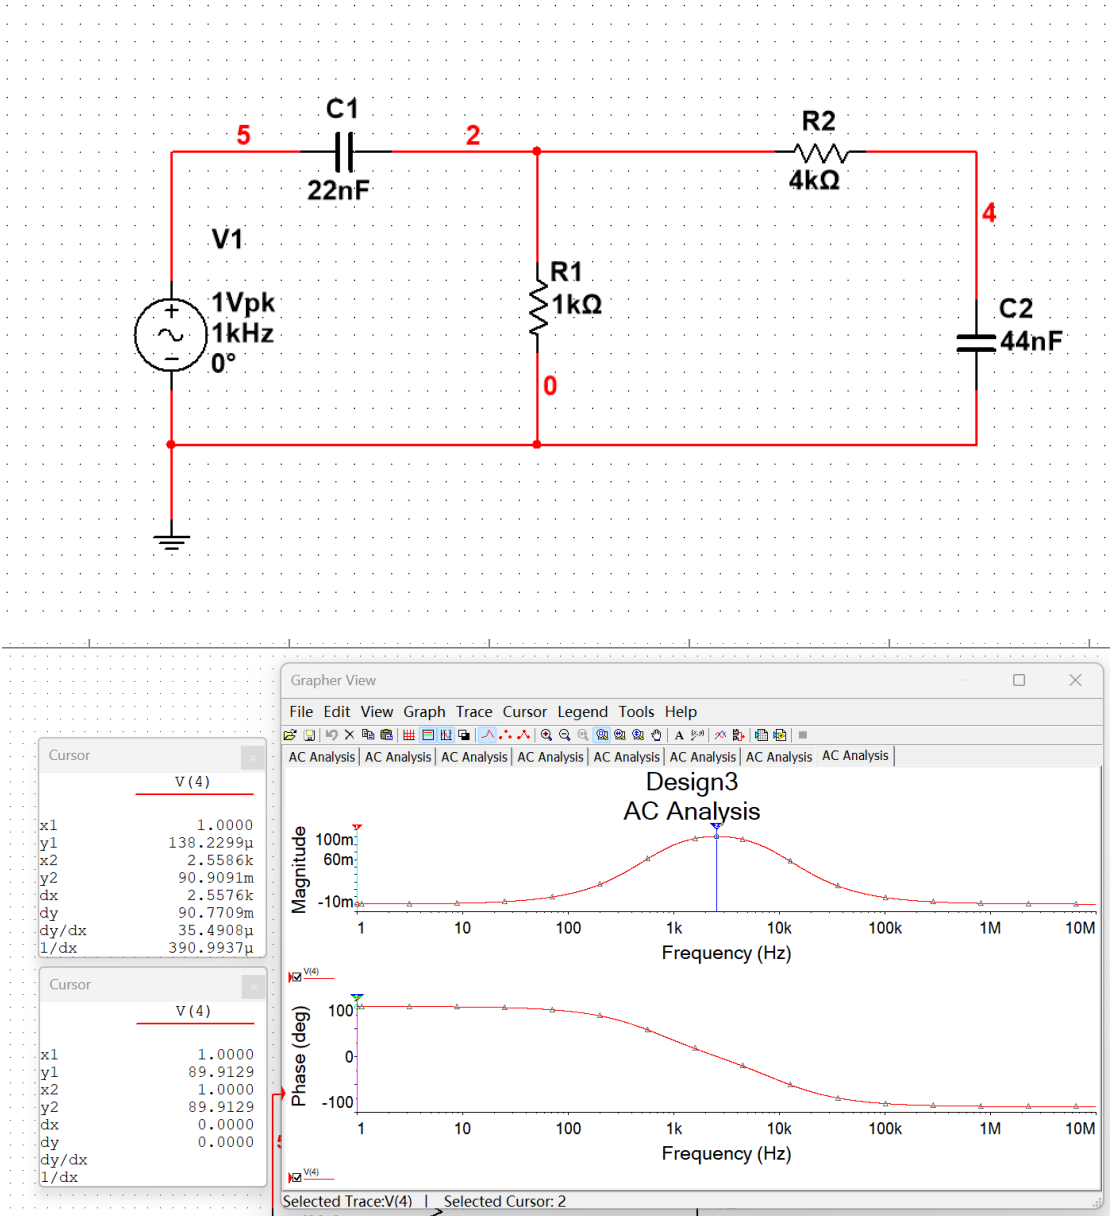 C1
5
2
22nF
R2
4kΩ
4
V1
1Vpk
1kHz
0°
R1
1kΩ
C2
44nF
0
Grapher View
File Edit View Graph Trace Cursor Legend Tools Help
AC Analysis AC Analysis AC Analysis AC Analysis AC Analysis AC Analysis AC Analysis AC Analysis
Design3
AC Analysis
Magnitude
100m
60m
-10m
1 10 100 1k 10k 100k 1M 10M
Frequency (Hz)
V(4)
Phase (deg)
100
0
-100
1 10 100 1k 10k 100k 1M 10M
Frequency (Hz)
V(4)
Selected Trace:V(4) | Selected Cursor: 2
Cursor
V(4)
x1 1.0000
y1 138.2299µ
x2 2.5586k
y2 90.9091m
dx 2.5576k
dy 90.7709m
dy/dx 35.4908µ
1/dx 390.9937µ
Cursor
V(4)
x1 1.0000
y1 89.9129
x2 1.0000
y2 89.9129
dx 0.0000
dy 0.0000
dy/dx
1/dx